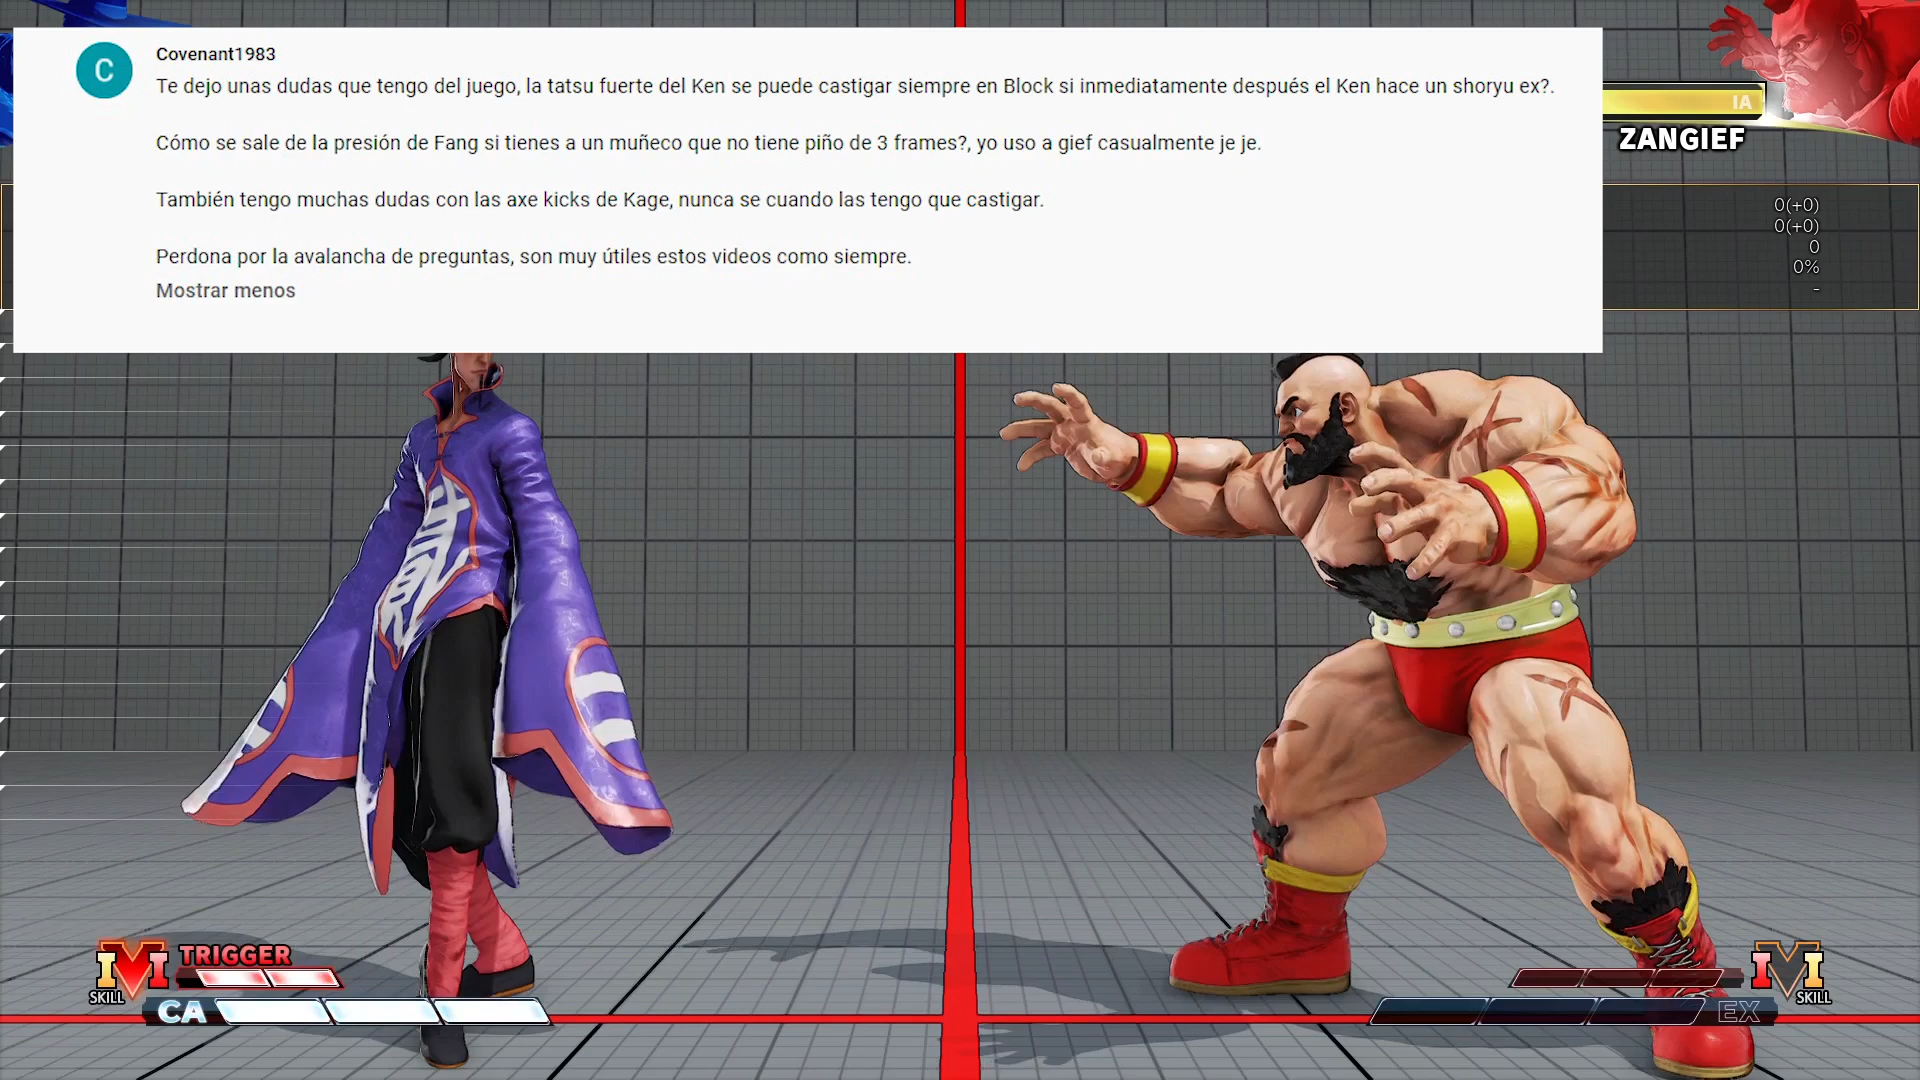 C
Covenant1983
Te dejo unas dudas que tengo del juego, la tatsu fuerte del Ken se puede castigar siempre en Block si inmediatamente después el Ken hace un shoryu ex?.
Cómo se sale de la presión de Fang si tienes a un muñeco que no tiene piño de 3 frames?, yo uso a gief casualmente je je.
También tengo muchas dudas con las axe kicks de Kage, nunca se cuando las tengo que castigar.
Perdona por la avalancha de preguntas, son muy útiles estos videos como siempre.
Mostrar menos
IA
ZANGIEF
0(+0)
0(+0)
0
0%
-
TRIGGER
I
SKILL
CA
I
SKILL
EX